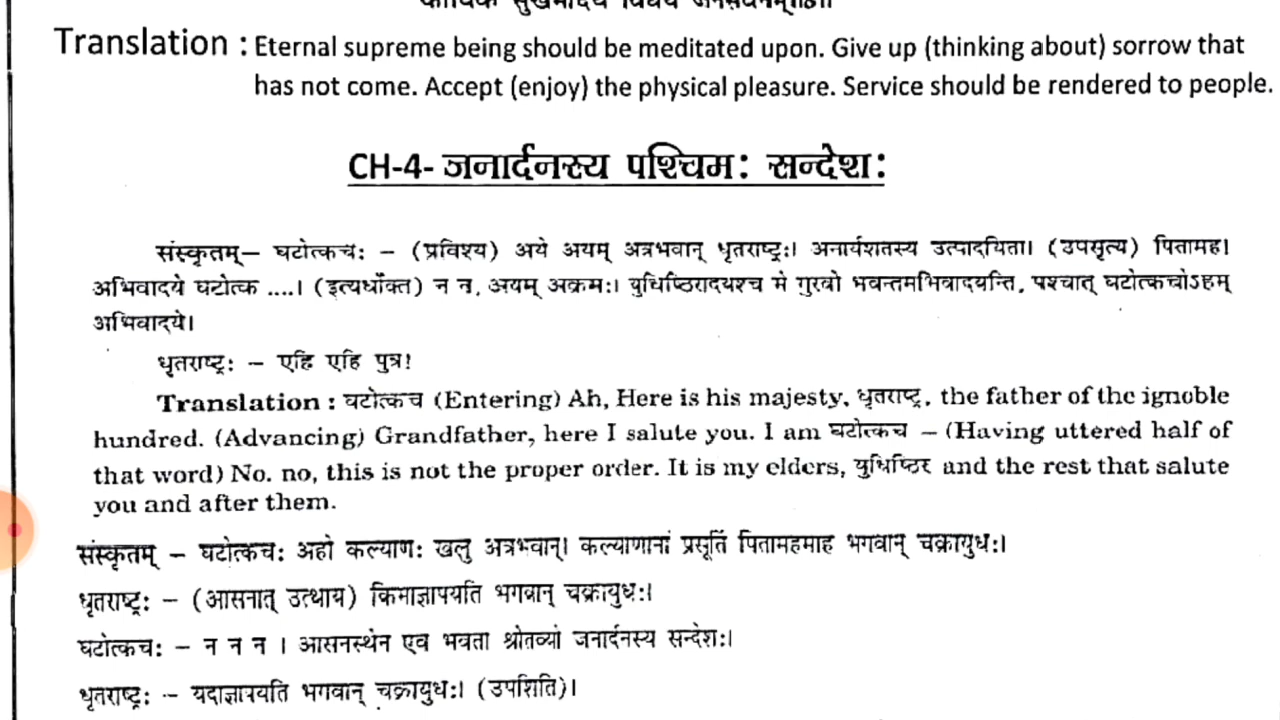 कायिकं सुखमादेयं विधेयं जनसेवनम्॥8॥
Translation : Eternal supreme being should be meditated upon. Give up (thinking about) sorrow that
has not come. Accept (enjoy) the physical pleasure. Service should be rendered to people.
CH-4- जनार्दनस्य पश्चिमः सन्देशः
संस्कृतम्– घटोत्कचः – (प्रविश्य) अये अयम् अत्रभवान् धृतराष्ट्रः। अनार्यशतस्य उत्पादयिता। (उपसृत्य) पितामह।
अभिवादये घटोत्क ....। (इत्यर्धोक्त) न न, अयम् अक्रमः। युधिष्ठिरादयश्च मे गुरवो भवन्तमभिवादयन्ति, पश्चात् घटोत्कचोऽहम्
अभिवादये।
धृतराष्ट्रः – एहि एहि पुत्र!
Translation : घटोत्कच (Entering) Ah, Here is his majesty, धृतराष्ट्र, the father of the ignoble
hundred. (Advancing) Grandfather, here I salute you. I am घटोत्कच – (Having uttered half of
that word) No. no, this is not the proper order. It is my elders, युधिष्ठिर and the rest that salute
you and after them.
संस्कृतम् – घटोत्कचः अहो कल्याणः खलु अत्रभवान्। कल्याणानां प्रसूतिं पितामहमाह भगवान् चक्रायुधः।
धृतराष्ट्रः – (आसनात् उत्थाय) किमाज्ञापयति भगवान् चक्रायुधः।
घटोत्कचः – न न न । आसनस्थेन एव भवता श्रोतव्यो जनार्दनस्य सन्देशः।
धृतराष्ट्रः – यदाज्ञापयति भगवान् चक्रायुधः। (उपशिति)।